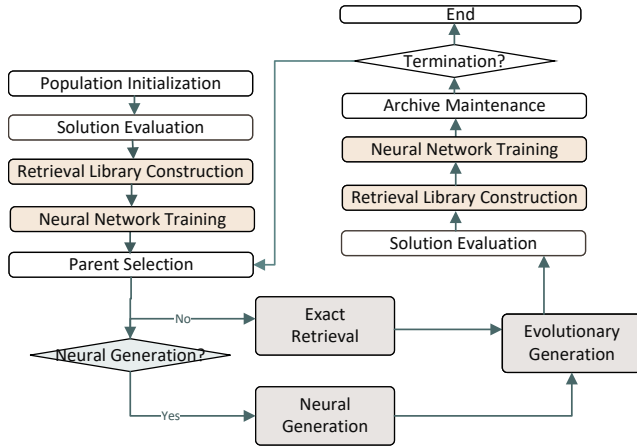 End
Termination?
Population Initialization
Archive Maintenance
Solution Evaluation
Neural Network Training
Retrieval Library Construction
Retrieval Library Construction
Neural Network Training
Solution Evaluation
Parent Selection
No
Exact
Retrieval
Evolutionary
Generation
Neural Generation?
Yes
Neural
Generation